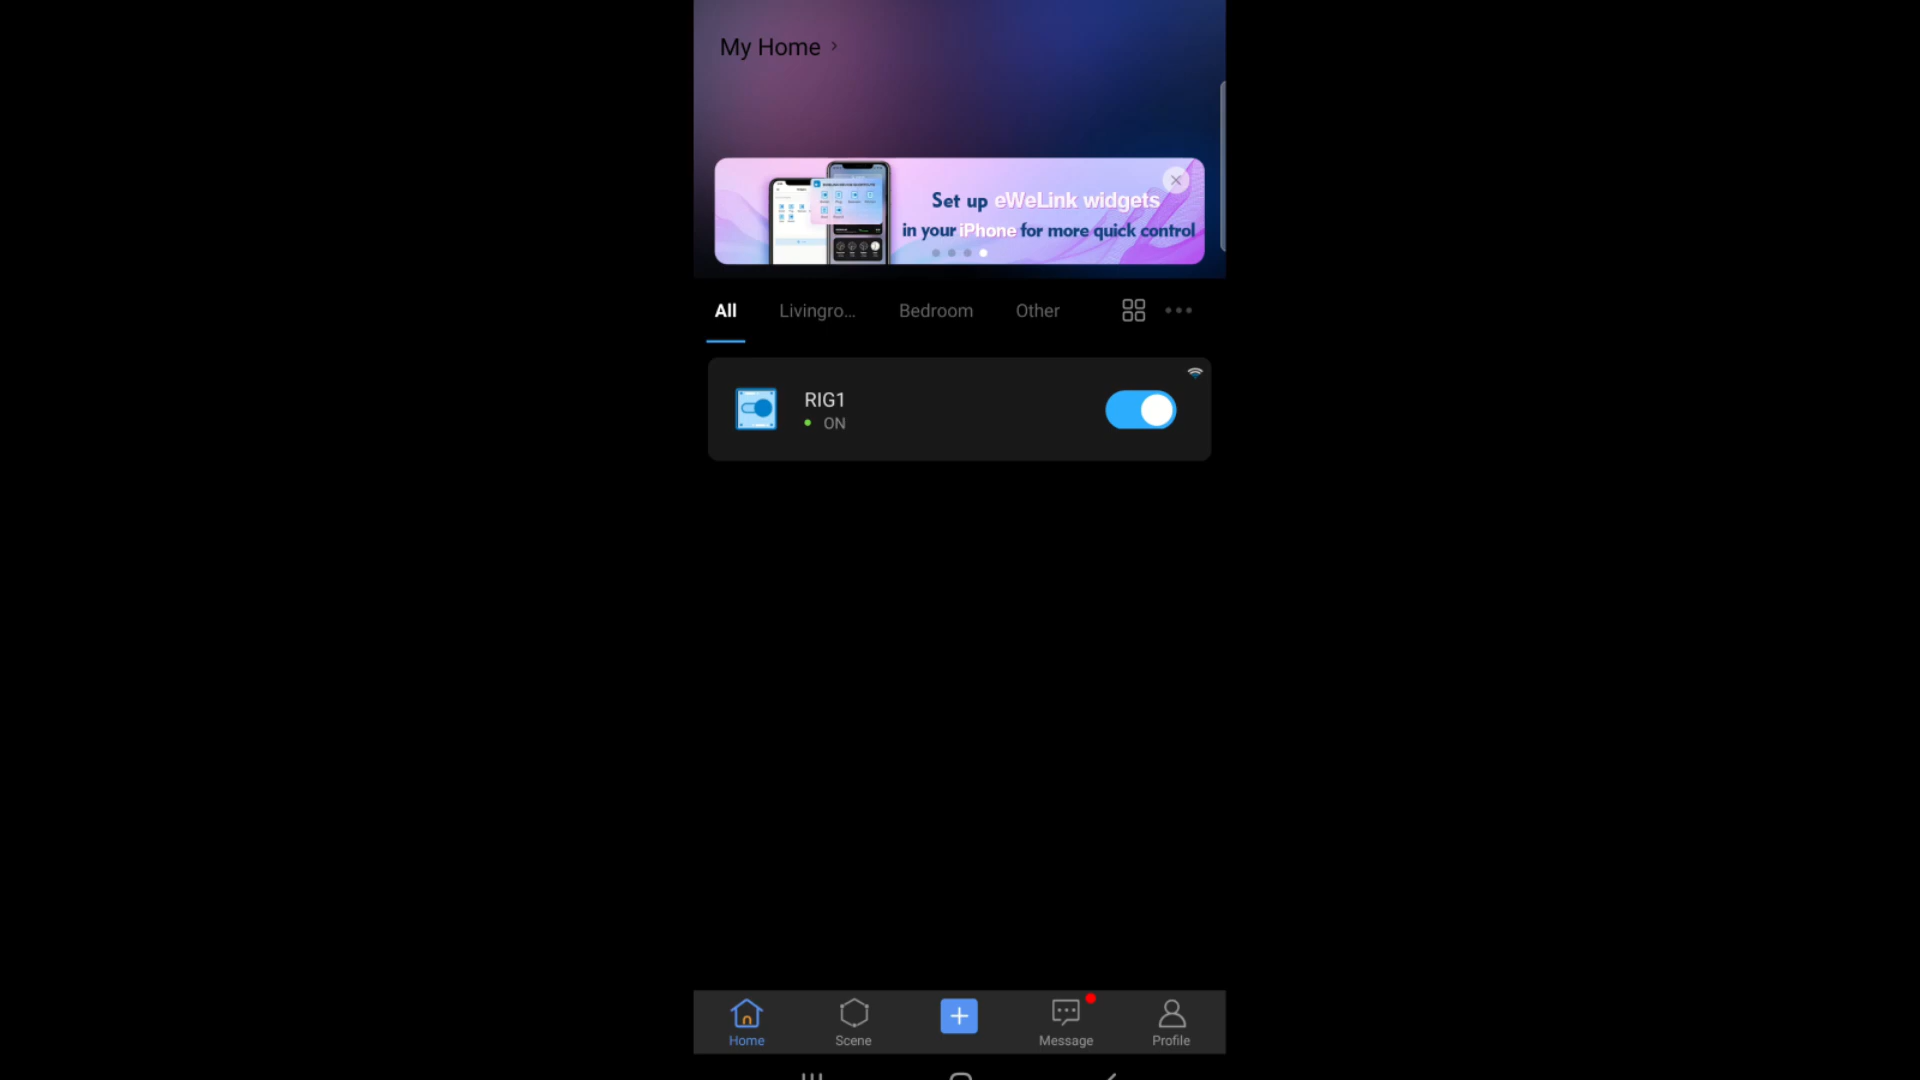 My Home
Set up eWeLink widgets
in your iPhone for more quick control
All Livingro... Bedroom Other
RIG1
ON
Home Scene Message Profile